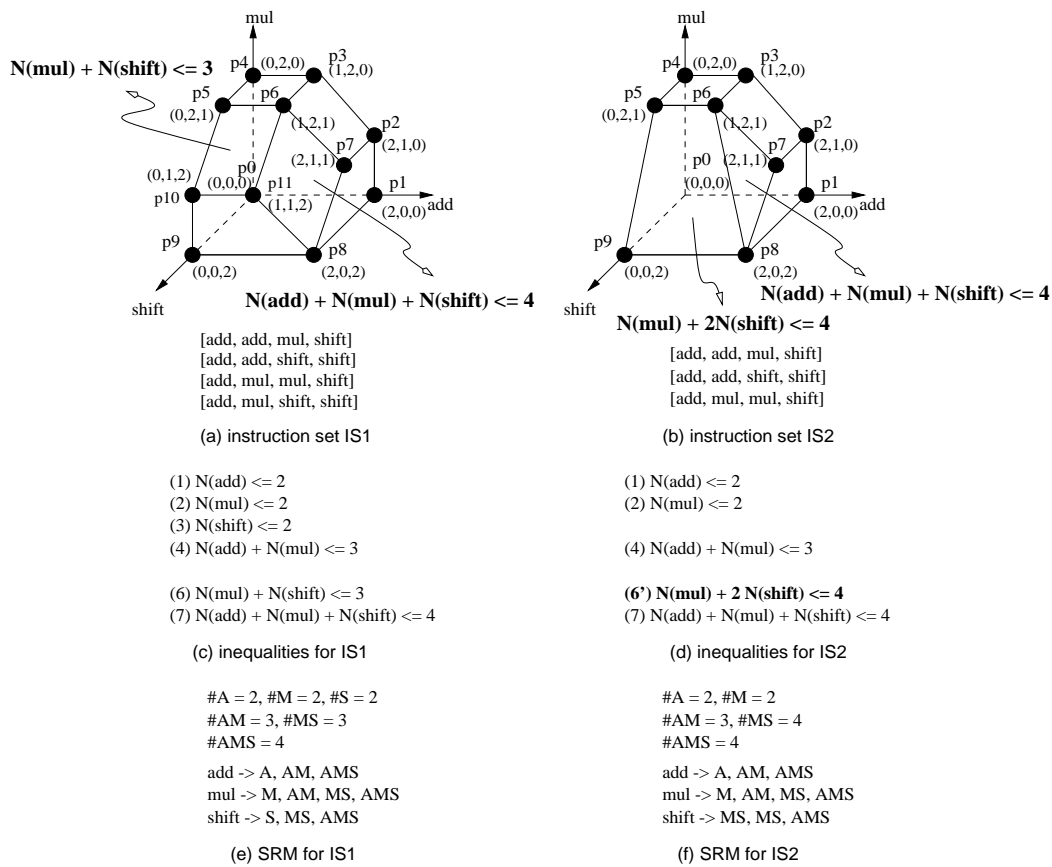 mul
N(mul) + N(shift) <= 3
p4
(0,2,0)
p3
(1,2,0)
p5
(0,2,1)
p6
(1,2,1)
p2
(2,1,0)
p7
(2,1,1)
p0
(0,0,0)
(0,1,2)
p10
p11
(1,1,2)
p1
(2,0,0)
add
p9
(0,0,2)
p8
(2,0,2)
shift
N(add) + N(mul) + N(shift) <= 4
[add, add, mul, shift]
[add, add, shift, shift]
[add, mul, mul, shift]
[add, mul, shift, shift]
(a) instruction set IS1
mul
p4
(0,2,0)
p3
(1,2,0)
p5
(0,2,1)
p6
(1,2,1)
p2
(2,1,0)
p7
(2,1,1)
p0
(0,0,0)
p1
(2,0,0)
add
p9
(0,0,2)
p8
(2,0,2)
shift
N(add) + N(mul) + N(shift) <= 4
N(mul) + 2N(shift) <= 4
[add, add, mul, shift]
[add, add, shift, shift]
[add, mul, mul, shift]
(b) instruction set IS2
(1) N(add) <= 2
(2) N(mul) <= 2
(3) N(shift) <= 2
(4) N(add) + N(mul) <= 3
(6) N(mul) + N(shift) <= 3
(7) N(add) + N(mul) + N(shift) <= 4
(c) inequalities for IS1
(1) N(add) <= 2
(2) N(mul) <= 2
(4) N(add) + N(mul) <= 3
(6') N(mul) + 2 N(shift) <= 4
(7) N(add) + N(mul) + N(shift) <= 4
(d) inequalities for IS2
#A = 2, #M = 2, #S = 2
#AM = 3, #MS = 3
#AMS = 4
add -> A, AM, AMS
mul -> M, AM, MS, AMS
shift -> S, MS, AMS
(e) SRM for IS1
#A = 2, #M = 2
#AM = 3, #MS = 4
#AMS = 4
add -> A, AM, AMS
mul -> M, AM, MS, AMS
shift -> MS, MS, AMS
(f) SRM for IS2